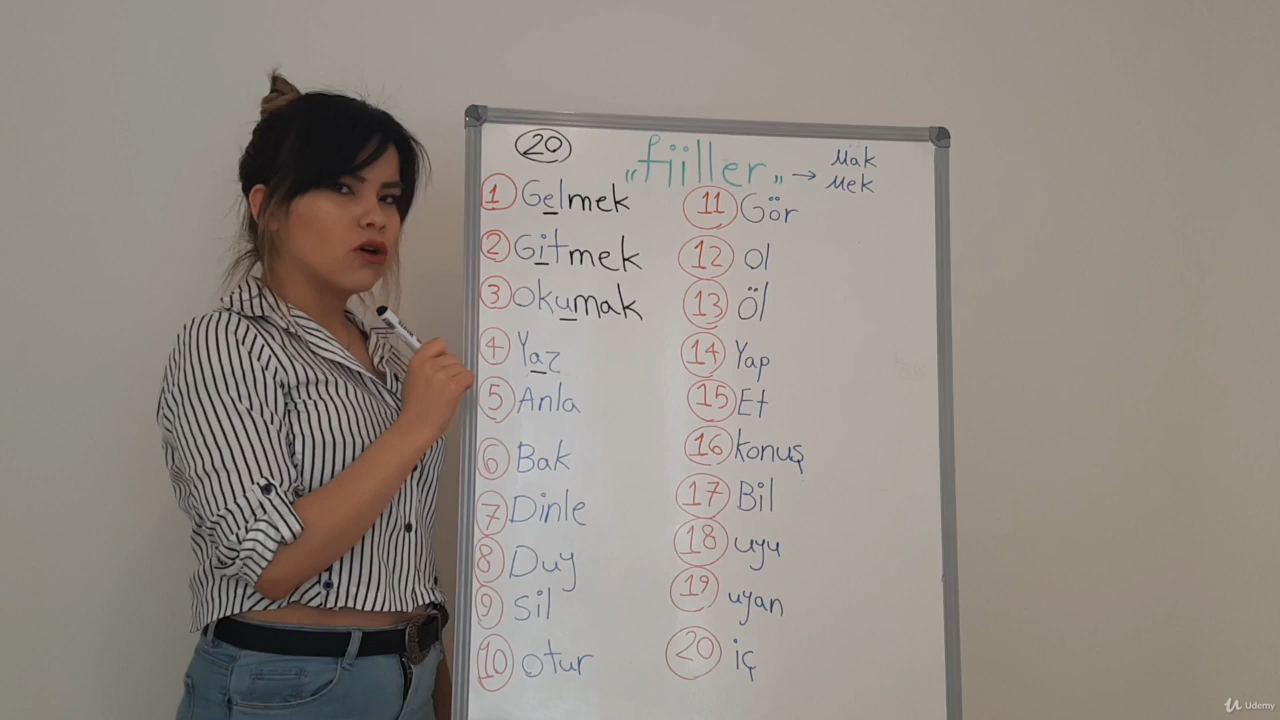 20
"fiiller" → Mak
Mek
1 Gelmek
2 Gitmek
3 Okumak
4 Yaz
5 Anla
6 Bak
7 Dinle
8 Duy
9 Sil
10 otur
11 Gör
12 Ol
13 Öl
14 Yap
15 Et
16 konuş
17 Bil
18 uyu
19 uyan
20 iç
Udemy